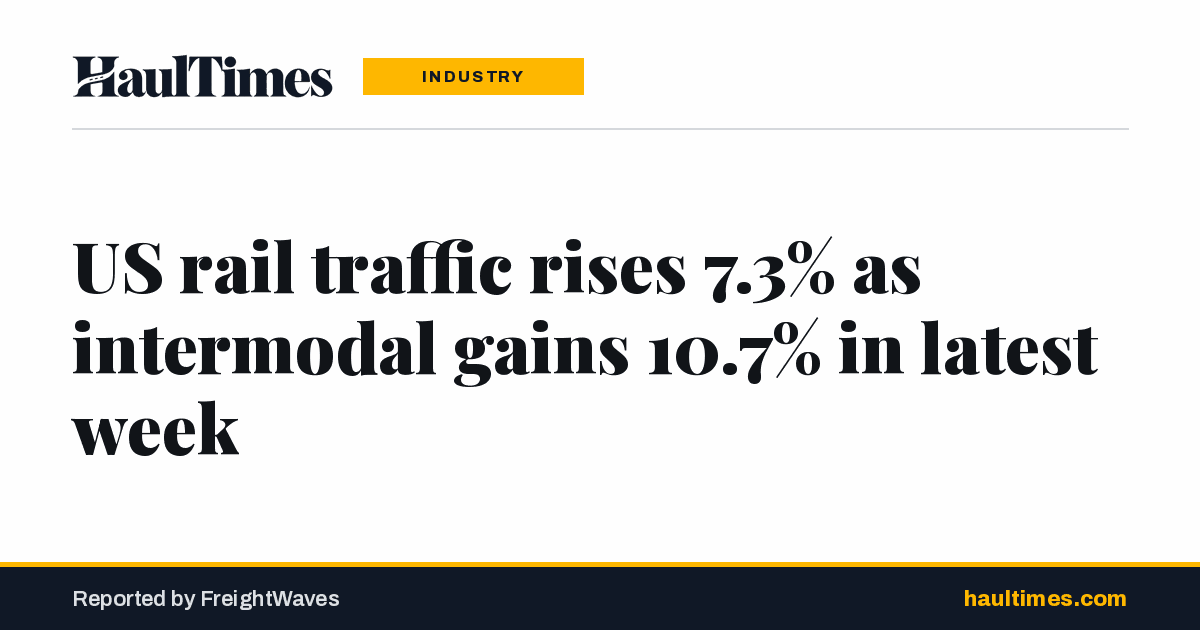 HaulTimes
INDUSTRY
US rail traffic rises 7.3% as
intermodal gains 10.7% in latest
week
Reported by FreightWaves
haultimes.com